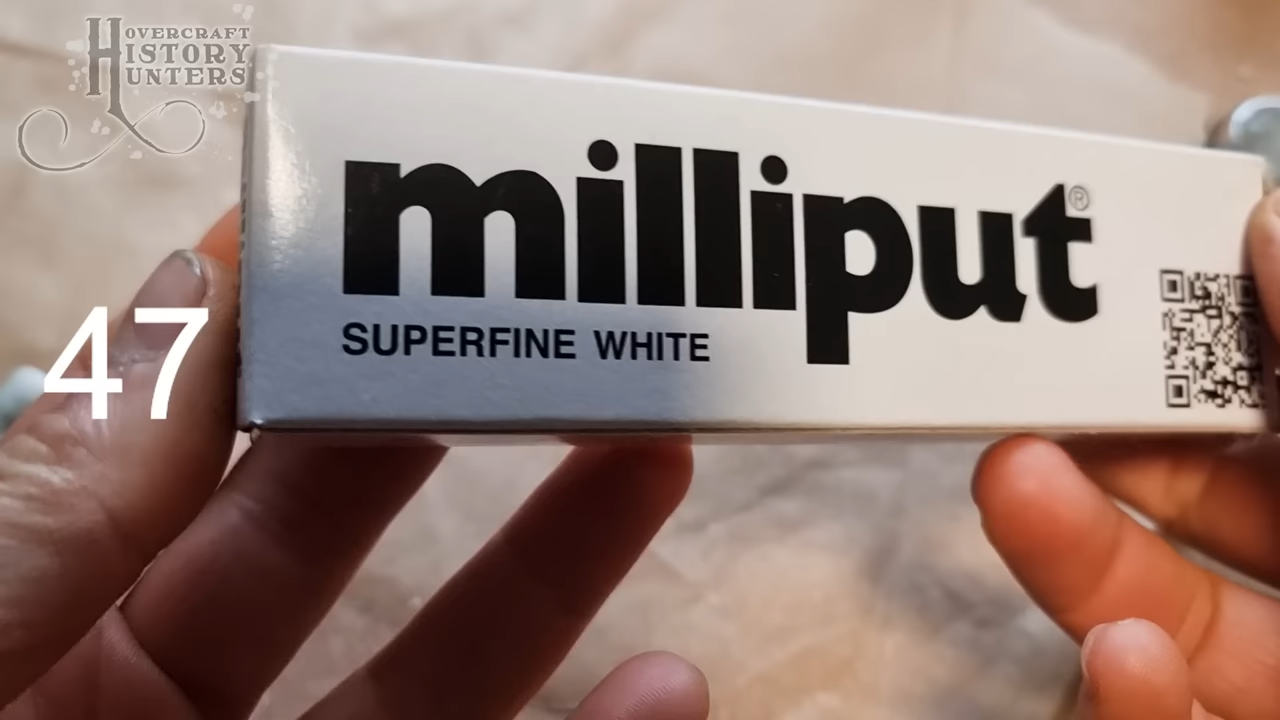 HOVERCRAFT
HISTORY
HUNTERS
milliput®
SUPERFINE WHITE
47